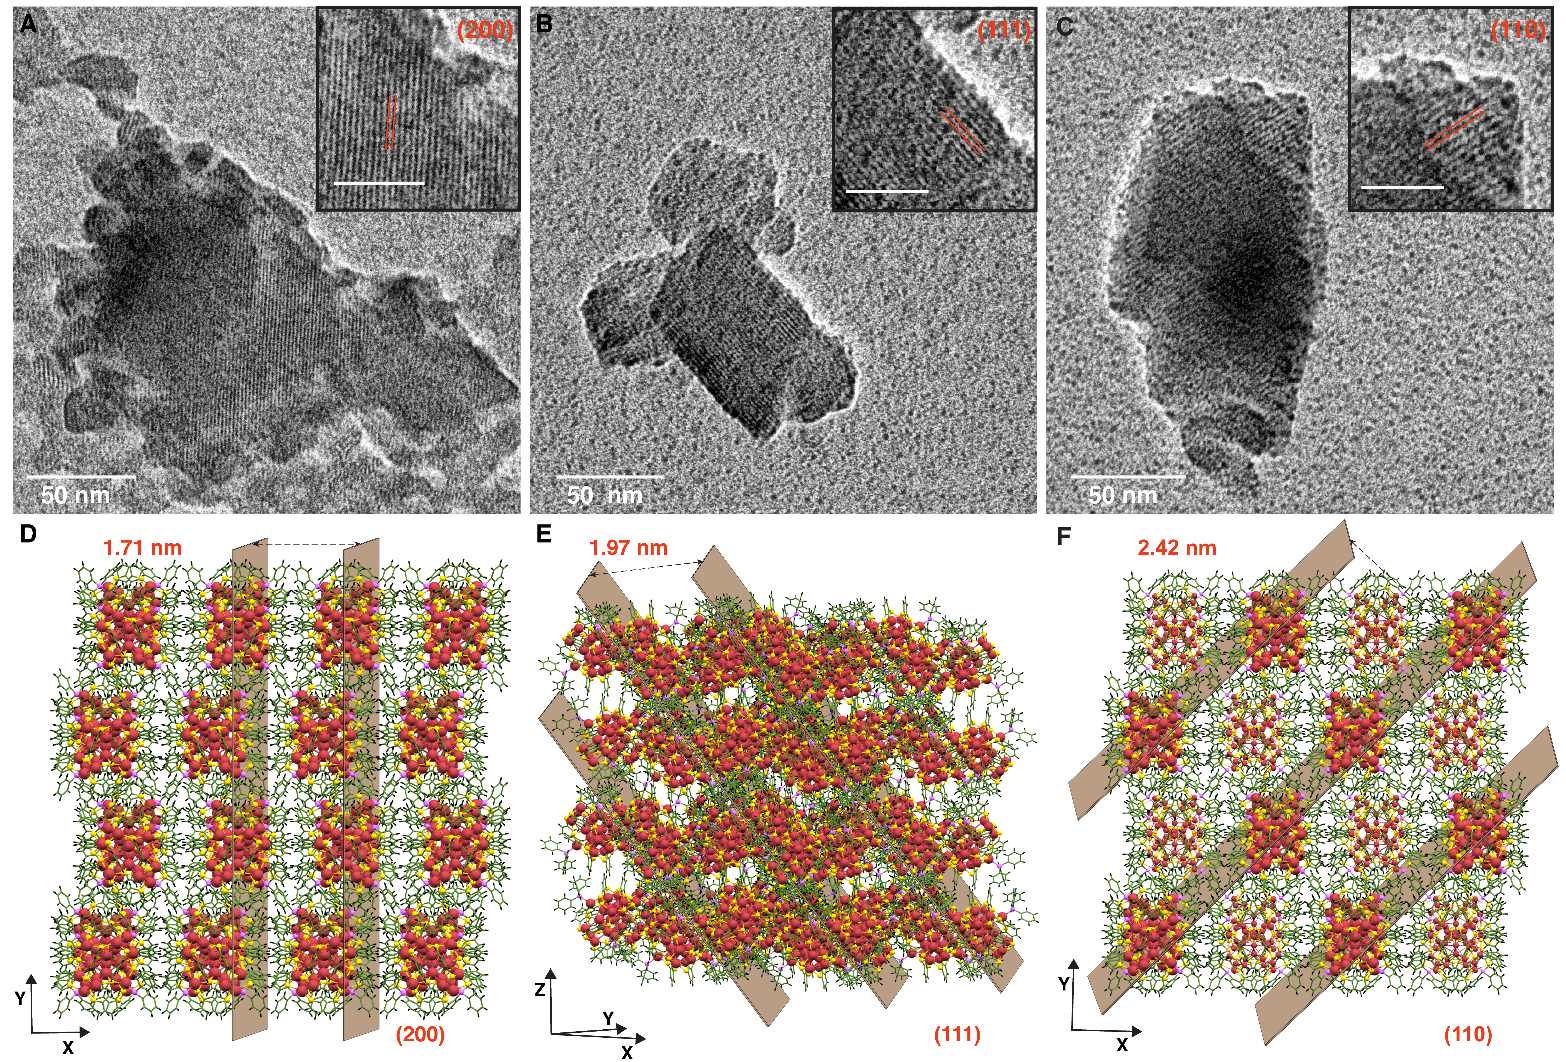 A
(200)
B
(111)
C
(110)
50 nm
50 nm
50 nm
D
1.71 nm
E
1.97 nm
F
2.42 nm
Y
X
(200)
Z
Y
X
(111)
Y
X
(110)